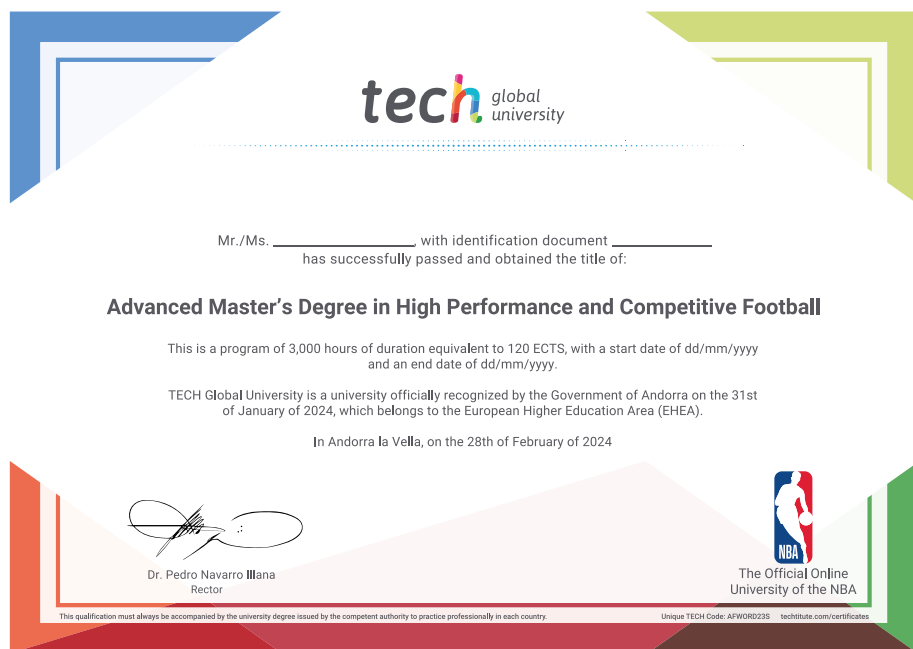 tech global
university
Mr./Ms. ____________, with identification document ____________
has successfully passed and obtained the title of:
Advanced Master's Degree in High Performance and Competitive Football
This is a program of 3,000 hours of duration equivalent to 120 ECTS, with a start date of dd/mm/yyyy
and an end date of dd/mm/yyyy.
TECH Global University is a university officially recognized by the Government of Andorra on the 31st
of January of 2024, which belongs to the European Higher Education Area (EHEA).
In Andorra la Vella, on the 28th of February of 2024
NBA
Dr. Pedro Navarro Illana
Rector
The Official Online
University of the NBA
This qualification must always be accompanied by the university degree issued by the competent authority to practice professionally in each country.
Unique TECH Code: AFWORD23S techtitute.com/certificates